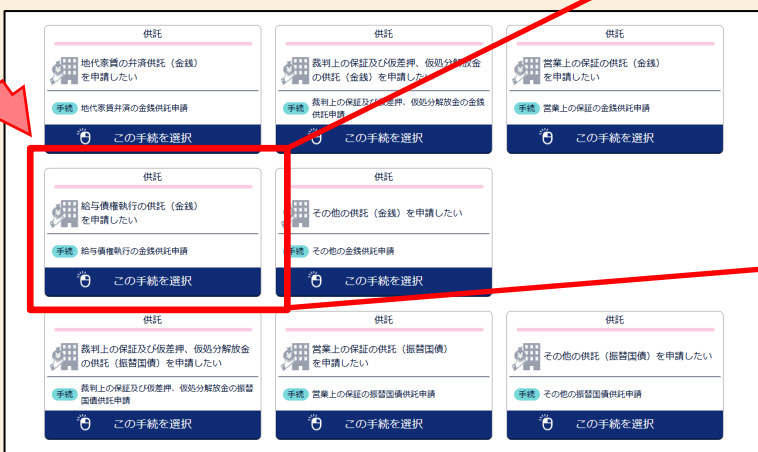 供託
地代家賃の弁済供託（金銭）
を申請したい
手続 地代家賃弁済の金銭供託申請
この手続を選択
供託
裁判上の保証及び仮差押、仮処分解放金
の供託（金銭）を申請したい
手続 裁判上の保証及び仮差押、仮処分解放金の金銭
供託申請
この手続を選択
供託
営業上の保証の供託（金銭）
を申請したい
手続 営業上の保証の金銭供託申請
この手続を選択
供託
給与債権執行の供託（金銭）
を申請したい
手続 給与債権執行の金銭供託申請
この手続を選択
供託
その他の供託（金銭）を申請したい
手続 その他の金銭供託申請
この手続を選択
供託
裁判上の保証及び仮差押、仮処分解放金
の供託（振替国債）を申請したい
手続 裁判上の保証及び仮差押、仮処分解放金の振替
国債供託申請
この手続を選択
供託
営業上の保証の供託（振替国債）
を申請したい
手続 営業上の保証の振替国債供託申請
この手続を選択
供託
その他の供託（振替国債）を申請したい
手続 その他の振替国債供託申請
この手続を選択